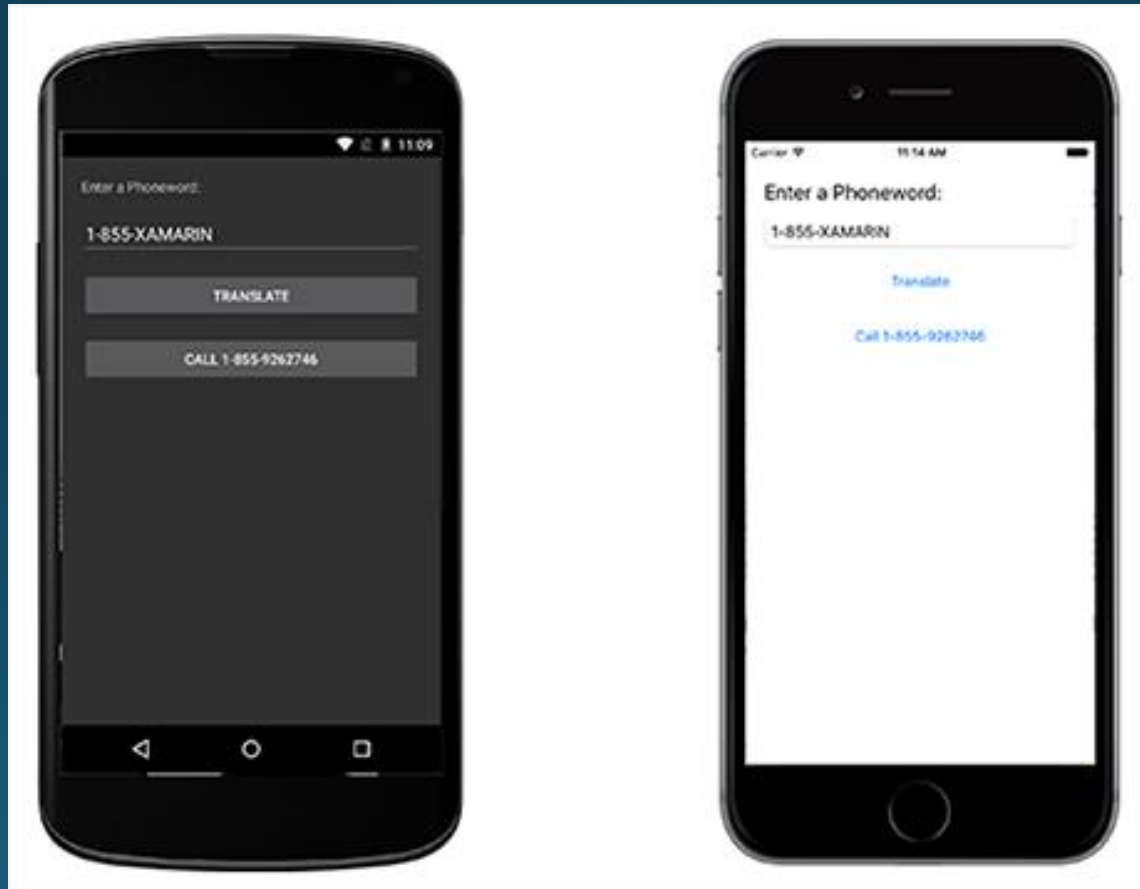 11:09
Enter a Phoneword:
1-855-XAMARIN
TRANSLATE
CALL 1-855-9262746
Carrier
11:14 AM
Enter a Phoneword:
1-855-XAMARIN
Translate
Call 1-855-9262746